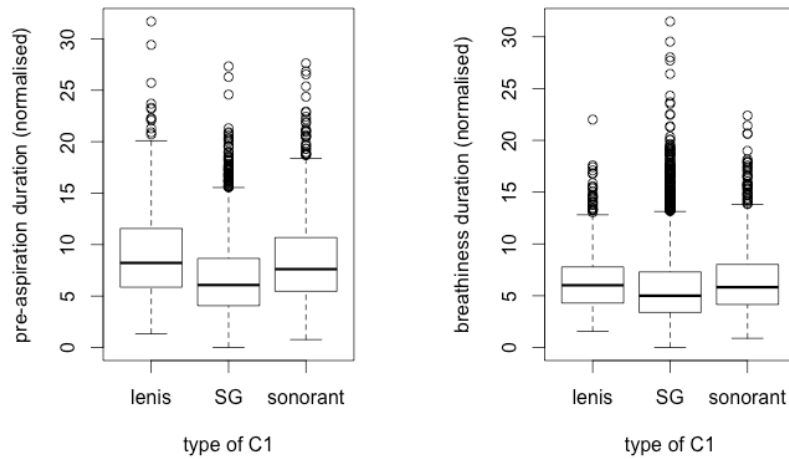 pre-aspiration duration (normalised)
0 5 10 15 20 25 30
lenis SG sonorant
type of C1
breathiness duration (normalised)
0 5 10 15 20 25 30
lenis SG sonorant
type of C1